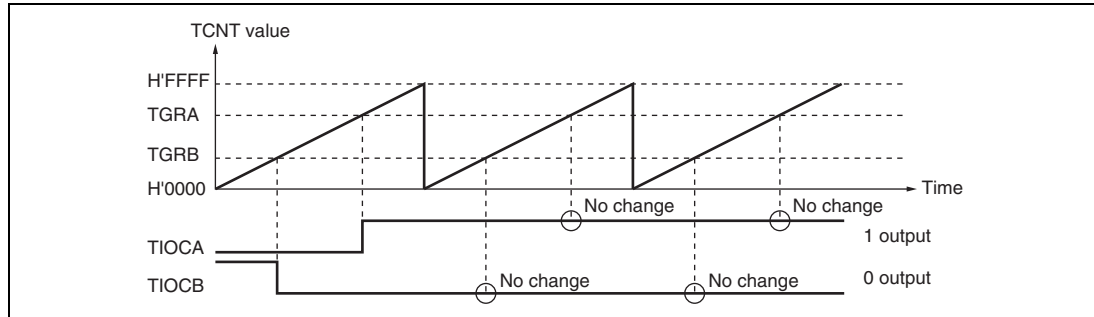 TCNT value
H'FFFF
TGRA
TGRB
H'0000
Time
No change
No change
1 output
TIOCA
No change
No change
0 output
TIOCB